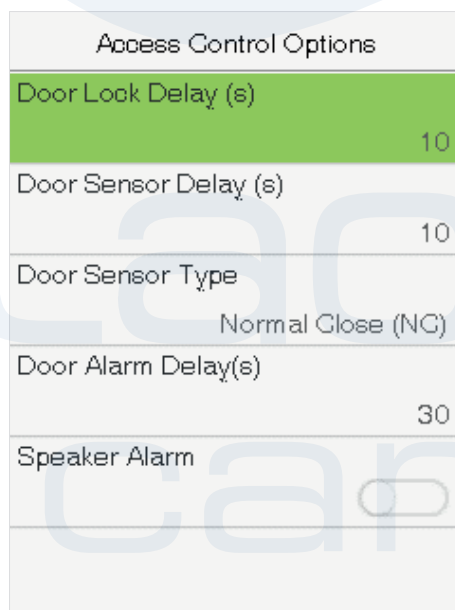 Access Control Options
Door Lock Delay (s)
10
Door Sensor Delay (s)
10
Door Sensor Type
Normal Close (NC)
Door Alarm Delay(s)
30
Speaker Alarm